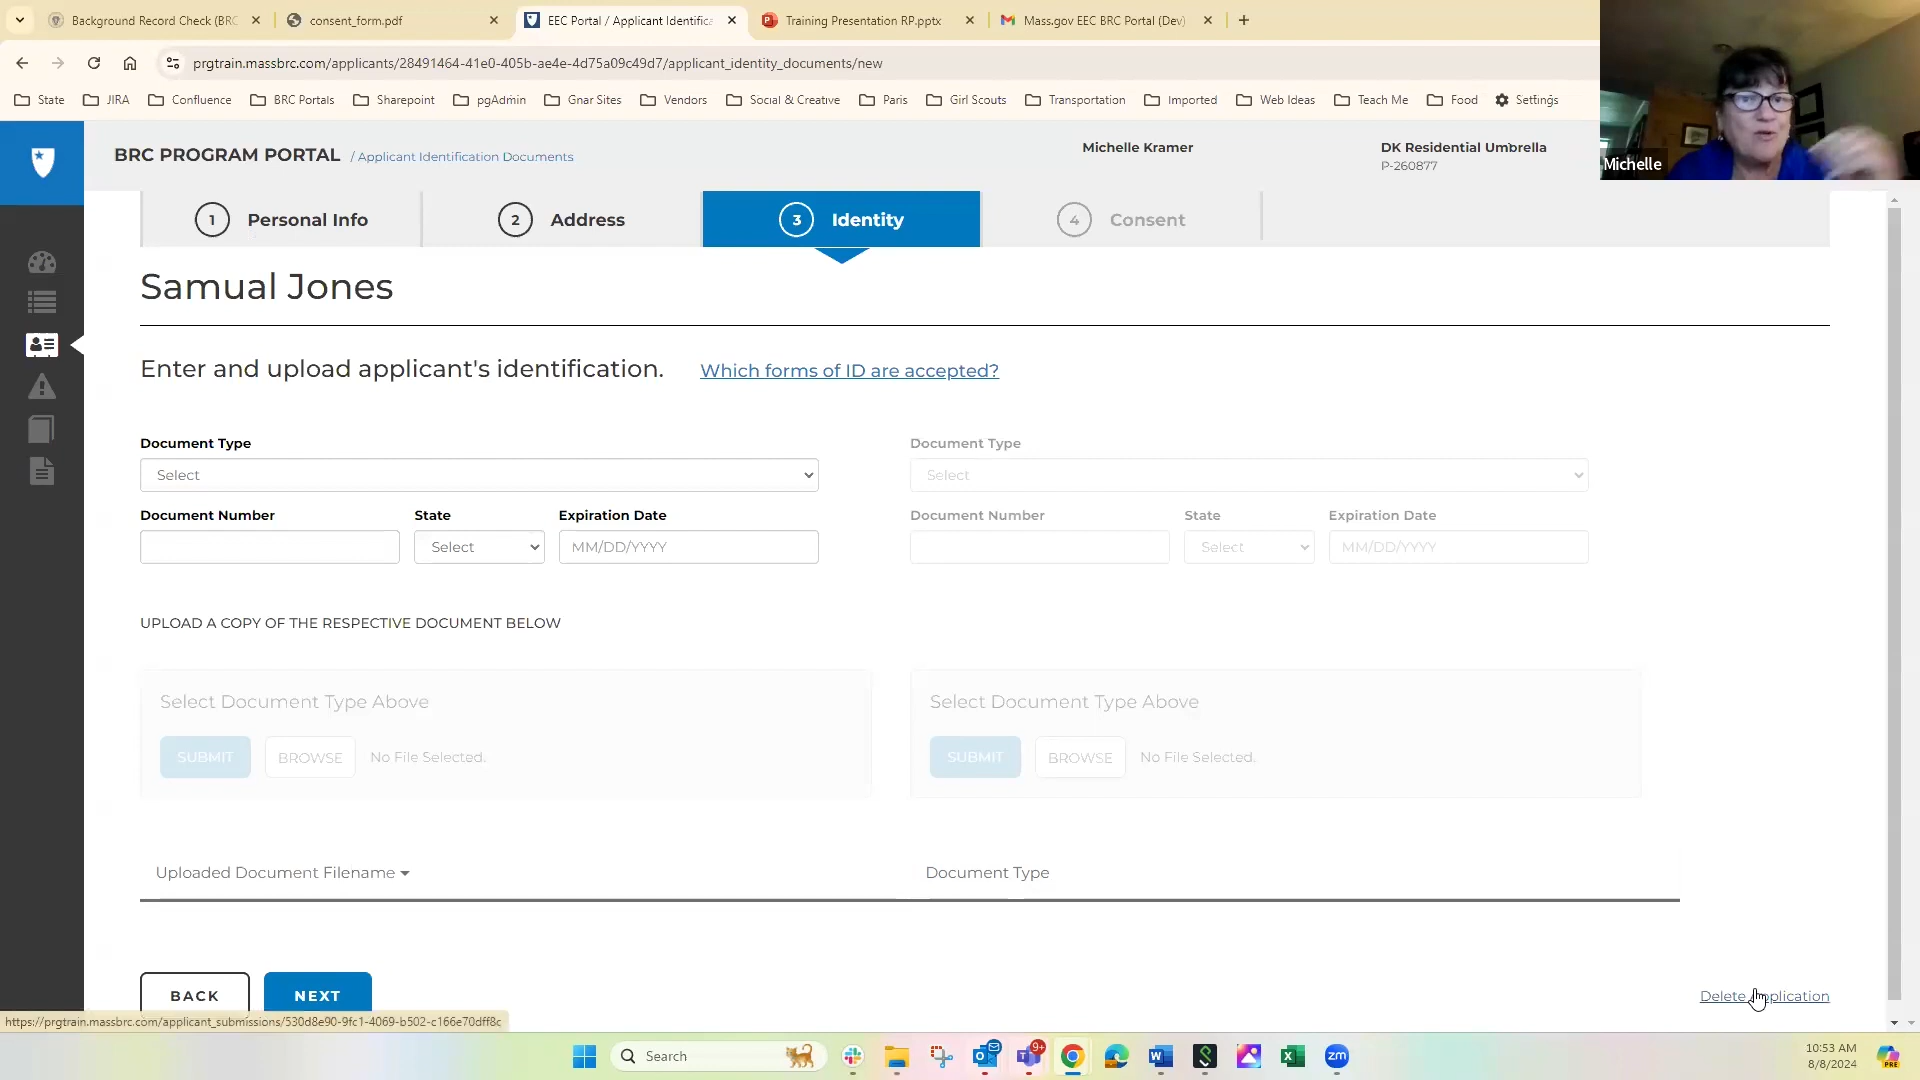 Background Record Check (BRC
consent_form.pdf
EEC Portal / Applicant Identifica
Training Presentation RP.pptx
Mass.gov EEC BRC Portal (Dev)
prgtrain.massbrc.com/applicants/28491464-41e0-405b-ae4e-4d75a09c49d7/applicant_identity_documents/new
State
JIRA
Confluence
BRC Portals
Sharepoint
pgAdmin
Gnar Sites
Vendors
Social & Creative
Paris
Girl Scouts
Transportation
Imported
Web Ideas
Teach Me
Food
Settings
Michelle
BRC PROGRAM PORTAL / Applicant Identification Documents
Michelle Kramer
DK Residential Umbrella
P-260877
1 Personal Info
2 Address
3 Identity
4 Consent
Samual Jones
Enter and upload applicant's identification. Which forms of ID are accepted?
Document Type
Select
Document Number State Expiration Date
Select MM/DD/YYYY
Document Type
Select
Document Number State Expiration Date
Select MM/DD/YYYY
UPLOAD A COPY OF THE RESPECTIVE DOCUMENT BELOW
Select Document Type Above
SUBMIT BROWSE No File Selected.
Select Document Type Above
SUBMIT BROWSE No File Selected.
Uploaded Document Filename Document Type
BACK NEXT
Delete Application
https://prgtrain.massbrc.com/applicant_submissions/530d8e90-9fc1-4069-b502-c166e70dff8c
Search
9+
zm
10:53 AM
8/8/2024
PRE